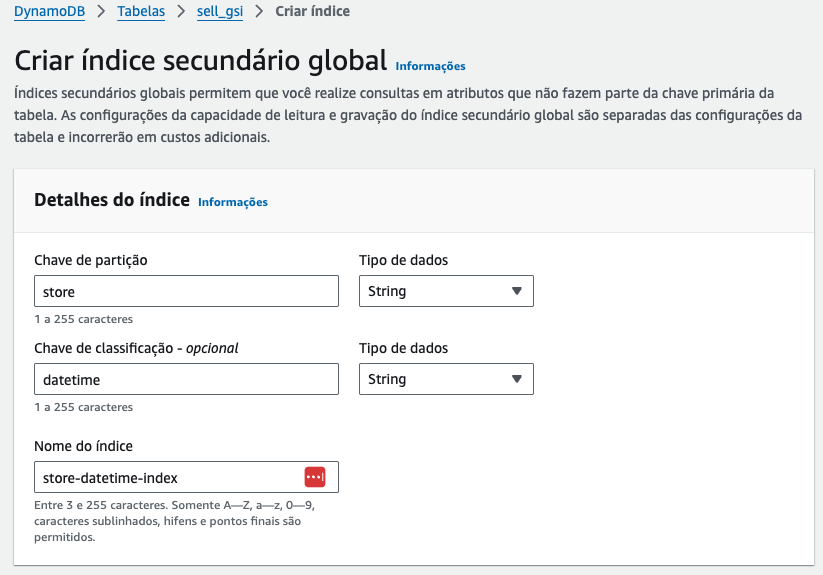 DynamoDB > Tabelas > sell_gsi > Criar índice
Criar índice secundário global Informações
Índices secundários globais permitem que você realize consultas em atributos que não fazem parte da chave primária da
tabela. As configurações da capacidade de leitura e gravação do índice secundário global são separadas das configurações da
tabela e incorrerão em custos adicionais.
Detalhes do índice Informações
Chave de partição Tipo de dados
store String
1 a 255 caracteres
Chave de classificação - opcional Tipo de dados
datetime String
1 a 255 caracteres
Nome do índice
store-datetime-index
Entre 3 e 255 caracteres. Somente A—Z, a—z, 0—9,
caracteres sublinhados, hifens e pontos finais são
permitidos.